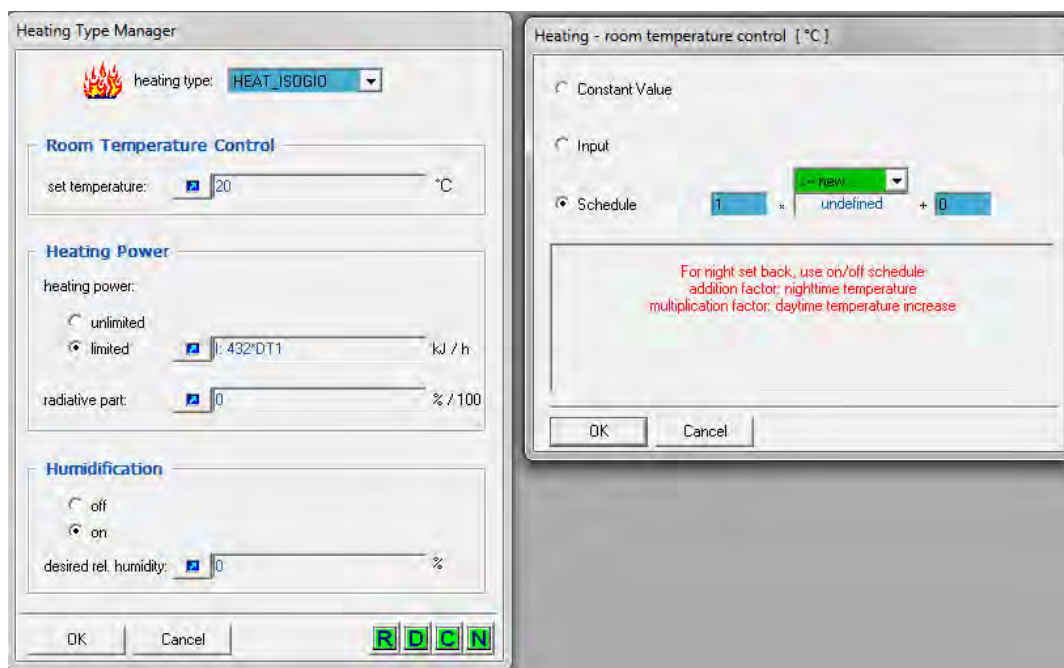 Heating Type Manager
heating type: HEAT_ISOGIO
Room Temperature Control
set temperature: 20 °C
Heating Power
heating power:
unlimited
limited I: 432*DT1 kJ / h
radiative part: 0 % / 100
Humidification
off
on
desired rel. humidity: 0 %
OK Cancel R D C N
Heating - room temperature control [ °C ]
Constant Value
Input
:-- new ...
Schedule 1 * undefined + 0
For night set back, use on/off schedule
addition factor: nighttime temperature
multiplication factor: daytime temperature increase
OK Cancel